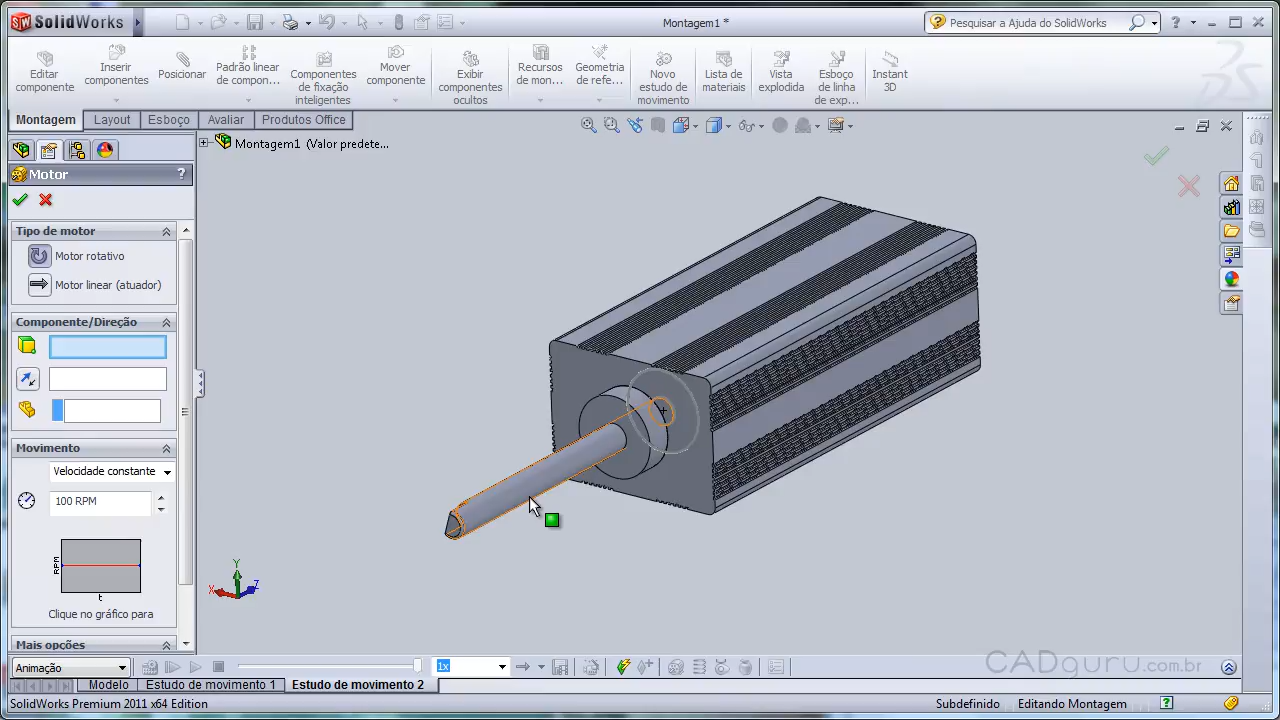 SolidWorks
Montagem1 *
Pesquisar a Ajuda do SolidWorks
Editar componente
Inserir componentes
Posicionar
Padrão linear de compon...
Componentes de fixação inteligentes
Mover componente
Exibir componentes ocultos
Recursos de mon...
Geometria de refe...
Novo estudo de movimento
Lista de materiais
Vista explodida
Esboço de linha de exp...
Instant 3D
Montagem
Layout
Esboço
Avaliar
Produtos Office
Montagem1 (Valor predete...
Motor
?
Tipo de motor
Motor rotativo
Motor linear (atuador)
Componente/Direção
Movimento
Velocidade constante
100 RPM
RPM
t
Clique no gráfico para
Mais opções
Y
X
Z
Animação
1x
CADguru.com.br
Modelo
Estudo de movimento 1
Estudo de movimento 2
SolidWorks Premium 2011 x64 Edition
Subdefinido
Editando Montagem
?